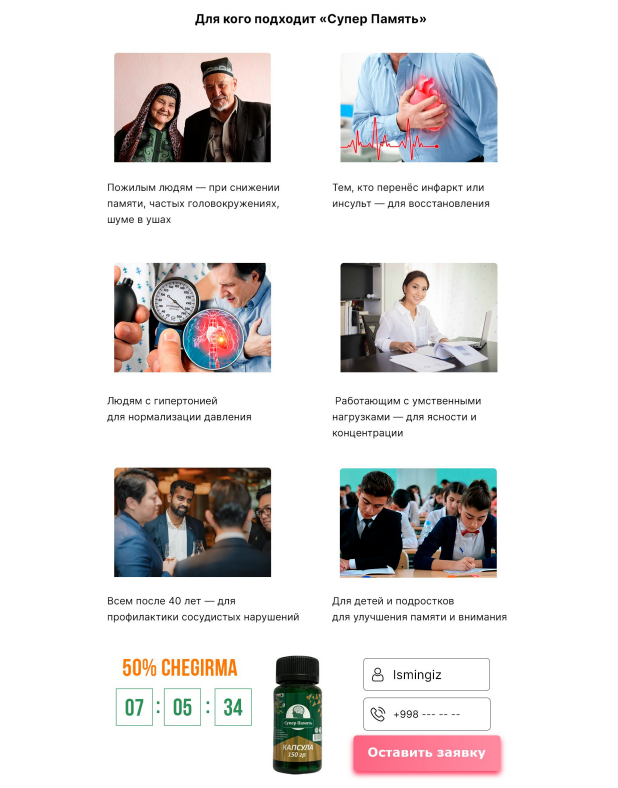 Для кого подходит «Супер Память»
Пожилым людям — при снижении
памяти, частых головокружениях,
шуме в ушах
Тем, кто перенёс инфаркт или
инсульт — для восстановления
Людям с гипертонией
для нормализации давления
Работающим с умственными
нагрузками — для ясности и
концентрации
Всем после 40 лет — для
профилактики сосудистых нарушений
Для детей и подростков
для улучшения памяти и внимания
50% CHEGIRMA
07 : 05 : 34
Супер Память
КАПСУЛА
150 гр
Ismingiz
+998 --- -- --
Оставить заявку